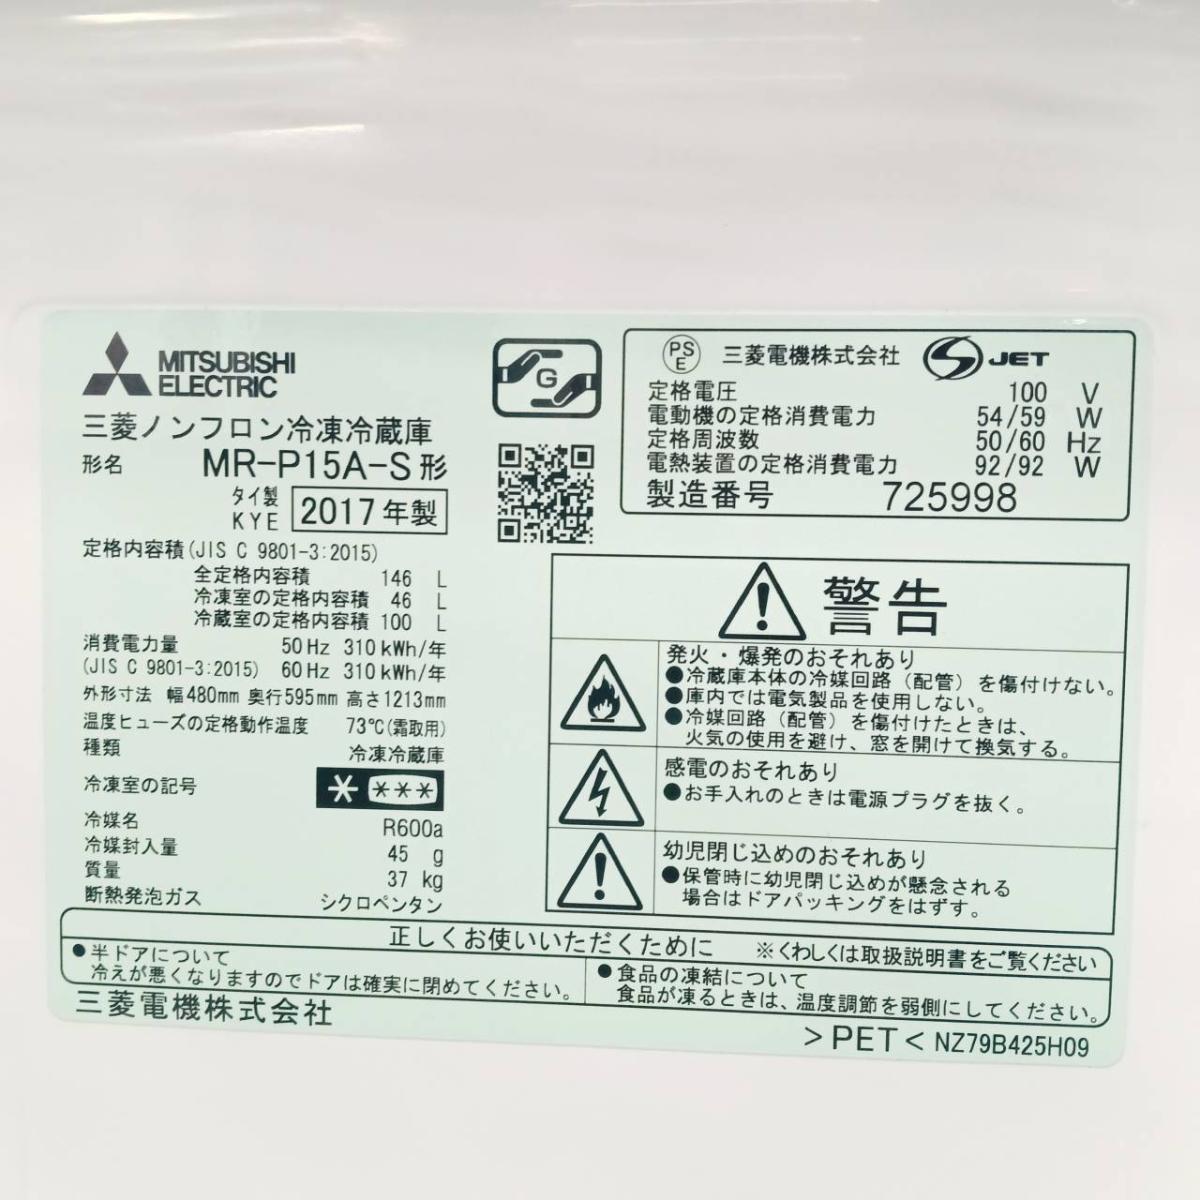 MITSUBISHI
ELECTRIC
三菱ノンフロン冷凍冷蔵庫
形名 MR-P15A-S形
タイ製
KYE 2017年製
定格内容積(JIS C 9801-3:2015)
全定格内容積 146 L
冷凍室の定格内容積 46 L
冷蔵室の定格内容積 100 L
消費電力量 50Hz 310kWh/年
(JIS C 9801-3:2015) 60Hz 310kWh/年
外形寸法 幅480mm 奥行595mm 高さ1213mm
温度ヒューズの定格動作温度 73℃(霜取用)
種類 冷凍冷蔵庫
冷凍室の記号 * ***
冷媒名 R600a
冷媒封入量 45 g
質量 37 kg
断熱発泡ガス シクロペンタン
G
PS
E 三菱電機株式会社 S JET
定格電圧 100 V
電動機の定格消費電力 54/59 W
定格周波数 50/60 Hz
電熱装置の定格消費電力 92/92 W
製造番号 725998
警告
発火・爆発のおそれあり
●冷蔵庫本体の冷媒回路(配管)を傷付けない。
●庫内では電気製品を使用しない。
●冷媒回路(配管)を傷付けたときは、
火気の使用を避け、窓を開けて換気する。
感電のおそれあり
●お手入れのときは電源プラグを抜く。
幼児閉じ込めのおそれあり
●保管時に幼児閉じ込めが懸念される
場合はドアパッキングをはずす。
正しくお使いいただくために ※くわしくは取扱説明書をご覧ください
●半ドアについて
冷えが悪くなりますのでドアは確実に閉めてください。
●食品の凍結について
食品が凍るときは、温度調節を弱側にしてください。
三菱電機株式会社
>PET< NZ79B425H09